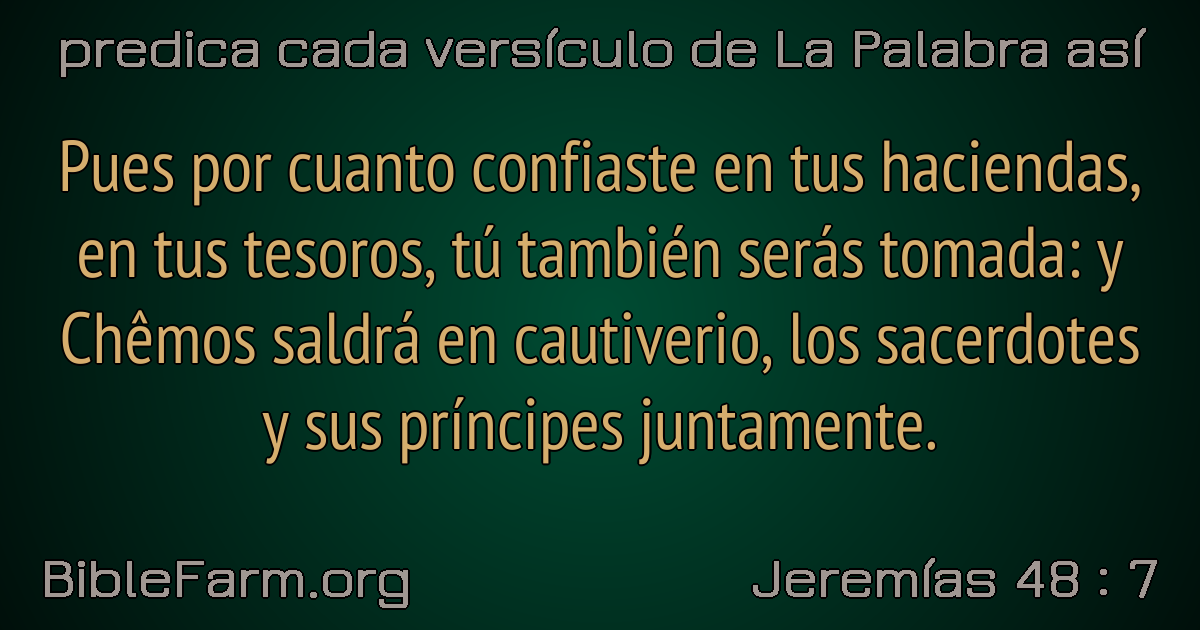 predica cada versículo de La Palabra así
Pues por cuanto confiaste en tus haciendas,
en tus tesoros, tú también serás tomada: y
Chêmos saldrá en cautiverio, los sacerdotes
y sus príncipes juntamente.
BibleFarm.org
Jeremías 48 : 7